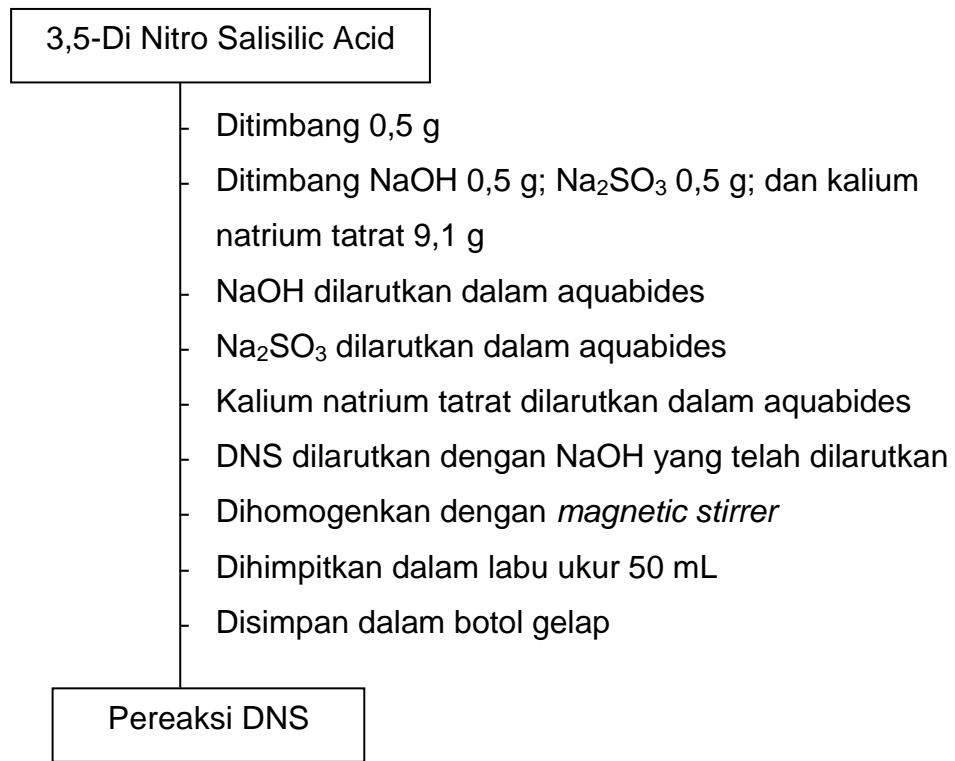 3,5-Di Nitro Salisilic Acid
- Ditimbang 0,5 g
- Ditimbang NaOH 0,5 g; Na₂SO₃ 0,5 g; dan kalium
natrium tatrat 9,1 g
- NaOH dilarutkan dalam aquabides
- Na₂SO₃ dilarutkan dalam aquabides
- Kalium natrium tatrat dilarutkan dalam aquabides
- DNS dilarutkan dengan NaOH yang telah dilarutkan
- Dihomogenkan dengan magnetic stirrer
- Dihimpitkan dalam labu ukur 50 mL
- Disimpan dalam botol gelap
Pereaksi DNS